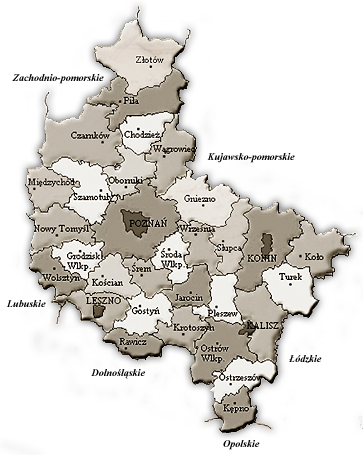 Złotów
Zachodnio-pomorskie
Piła
Czarnków
Chodzież
Wągrowiec
Kujawsko-pomorskie
Międzychód
Oborniki
Szamotuły
Gniezno
Nowy Tomyśl
POZNAŃ
Września
Słupca
Grodzisk
Wlkp.
Środa
Wlkp.
KONIN
Koło
Wolsztyn
Kościan
Śrem
Turek
Lubuskie
LESZNO
Jarocin
Gostyń
Pleszew
Krotoszyn
KALISZ
Rawicz
Ostrów
Wlkp.
Łódzkie
Dolnośląskie
Ostrzeszów
Kępno
Opolskie